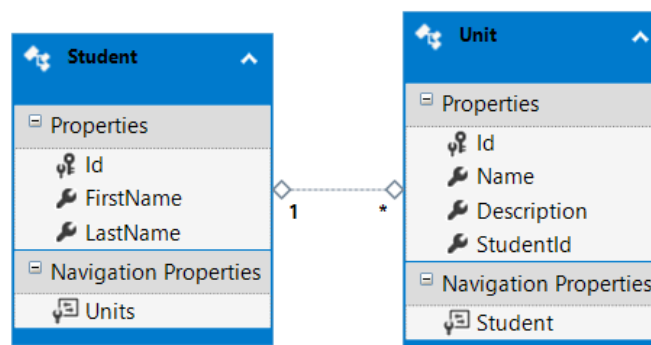 Student
Properties
Id
FirstName
LastName
Navigation Properties
Units
1
*
Unit
Properties
Id
Name
Description
StudentId
Navigation Properties
Student